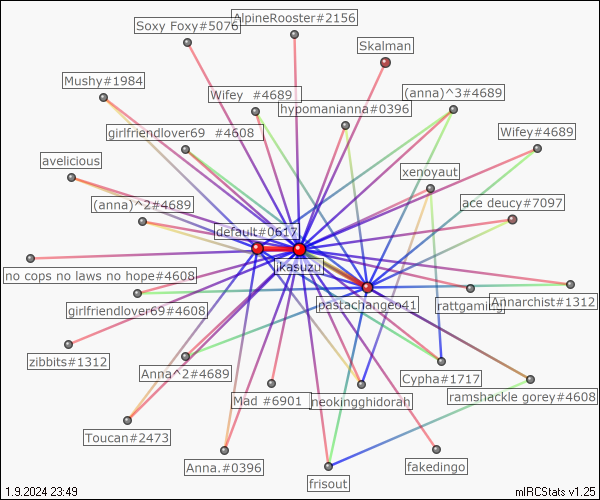 AlpineRooster#2156
Soxy Foxy#5076
Skalman
Mushy#1984
Wifey #4689
(anna)^3#4689
hypomanianna#0396
girlfriendlover69 #4608
Wifey#4689
avelicious
xenoyaut
(anna)^2#4689
ace deucy#7097
default#0617
ikasuzu
no cops no laws no hope#4608
pastachangeo41
rattgaming
Annarchist#1312
girlfriendlover69#4608
zibbits#1312
Anna^2#4689
Cypha#1717
Mad #6901
neokingghidorah
ramshackle gorey#4608
Toucan#2473
Anna.#0396
fakedingo
frisout
1.9.2024 23:49
mIRCStats v1.25